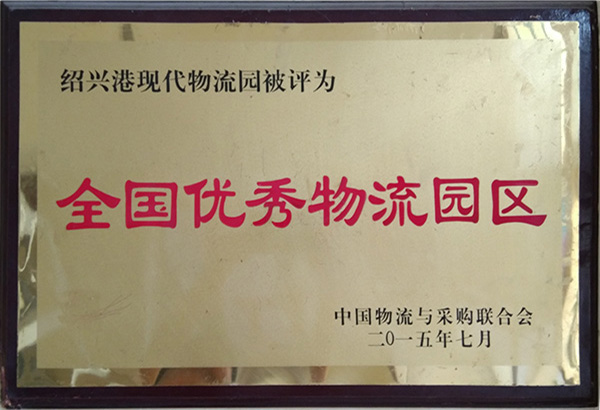 绍兴港现代物流园被评为
全国优秀物流园区
中国物流与采购联合会
二0一五年七月